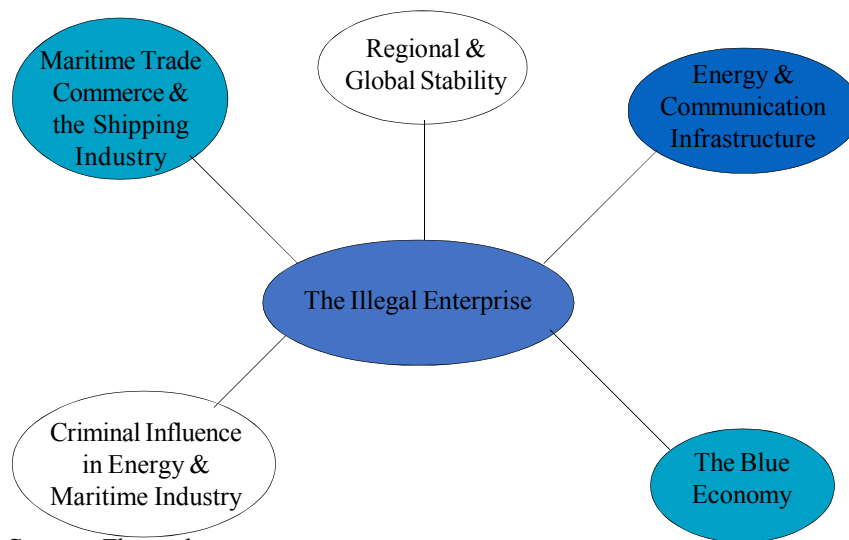 Maritime Trade
Commerce &
the Shipping
Industry
Regional &
Global Stability
Energy &
Communication
Infrastructure
The Illegal Enterprise
Criminal Influence
in Energy &
Maritime Industry
The Blue
Economy